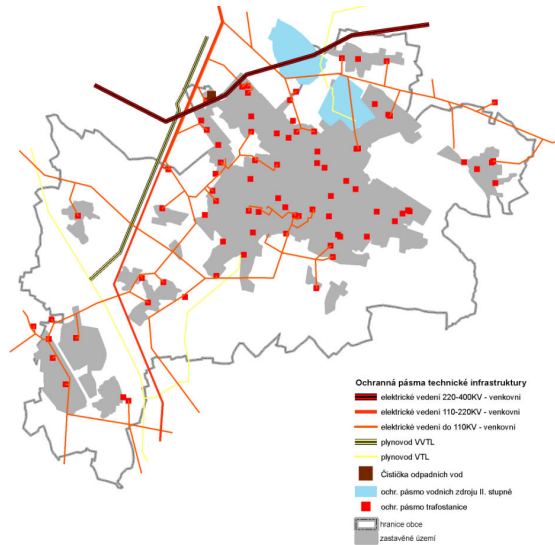 Ochranná pásma technické infrastruktury
elektrické vedení 220-400KV - venkovní
elektrické vedení 110-220KV - venkovní
elektrické vedení do 110KV - venkovní
plynovod VVTL
plynovod VTL
Čistička odpadních vod
ochr. pásmo vodních zdroju II. stupně
ochr. pásmo trafostanice
hranice obce
zastavěné území